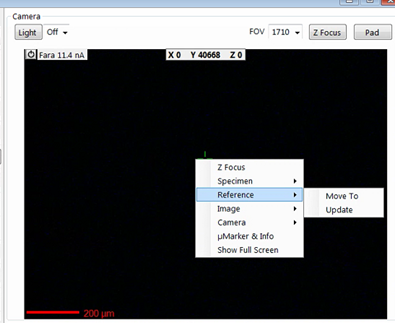 Camera
Light Off FOV 1710 Z Focus Pad
Fara 11.4 nA X 0 Y 40668 Z 0
Z Focus
Specimen
Reference Move To
Image Update
Camera
µMarker & Info
Show Full Screen
200 µm